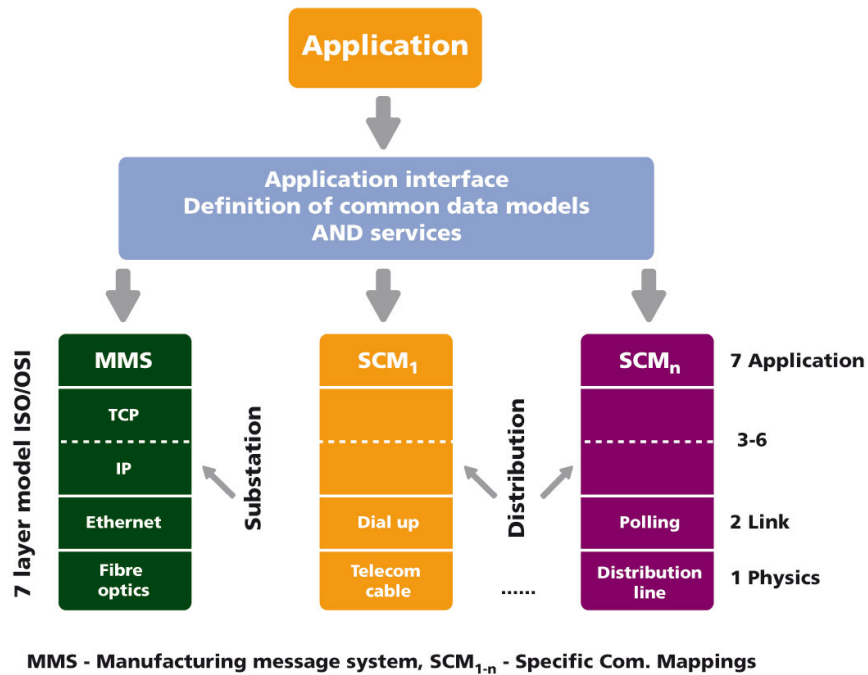 Application
Application interface
Definition of common data models
AND services
7 layer model ISO/OSI
MMS
TCP
IP
Ethernet
Fibre
optics
Substation
SCM₁
Dial up
Telecom
cable
Distribution
......
SCMₙ
Polling
Distribution
line
7 Application
3-6
2 Link
1 Physics
MMS - Manufacturing message system, SCM₁₋ₙ - Specific Com. Mappings